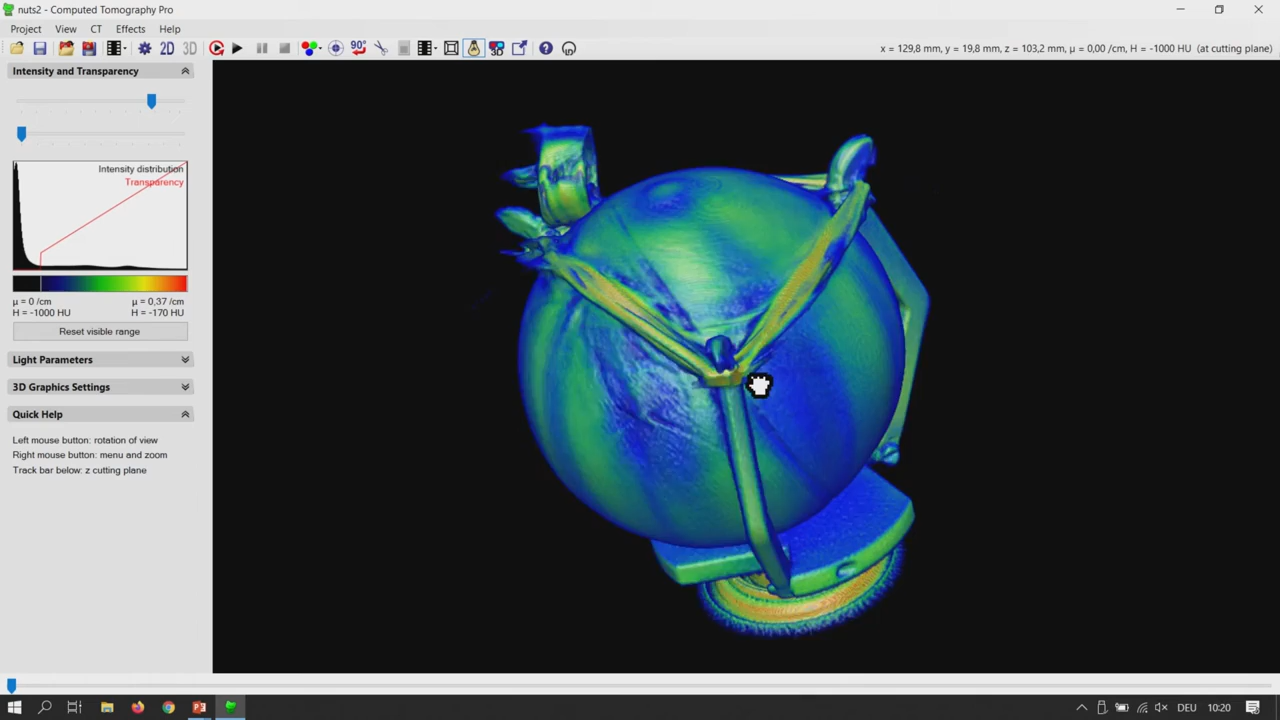 nuts2 - Computed Tomography Pro
Project View CT Effects Help
2D 3D 90° 3D
x = 129,8 mm, y = 19,8 mm, z = 103,2 mm, µ = 0,00 /cm, H = -1000 HU (at cutting plane)
Intensity and Transparency
Intensity distribution
Transparency
µ = 0 /cm µ = 0,37 /cm
H = -1000 HU H = -170 HU
Reset visible range
Light Parameters
3D Graphics Settings
Quick Help
Left mouse button: rotation of view
Right mouse button: menu and zoom
Track bar below: z cutting plane
DEU 10:20